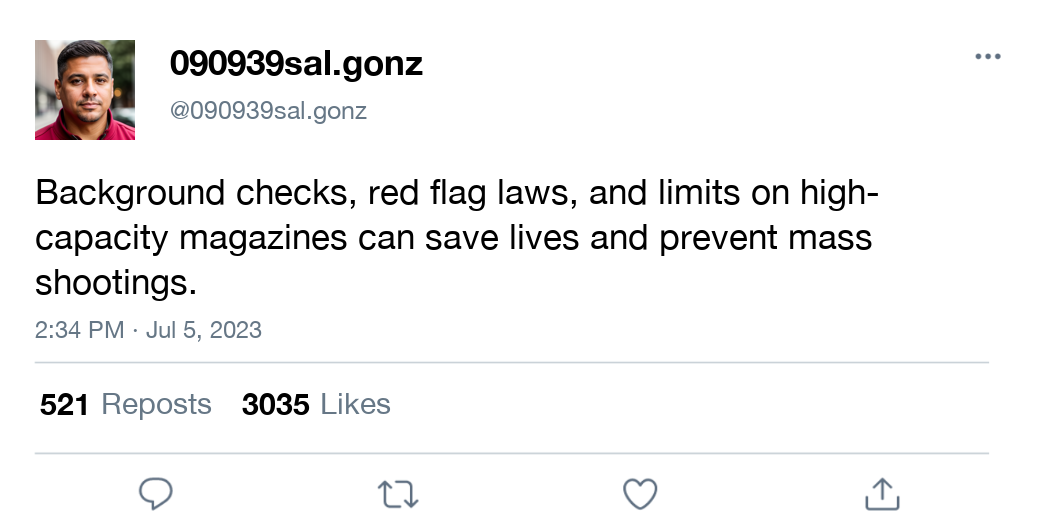 090939sal.gonz
@090939sal.gonz
Background checks, red flag laws, and limits on high-
capacity magazines can save lives and prevent mass
shootings.
2:34 PM · Jul 5, 2023
521 Reposts 3035 Likes